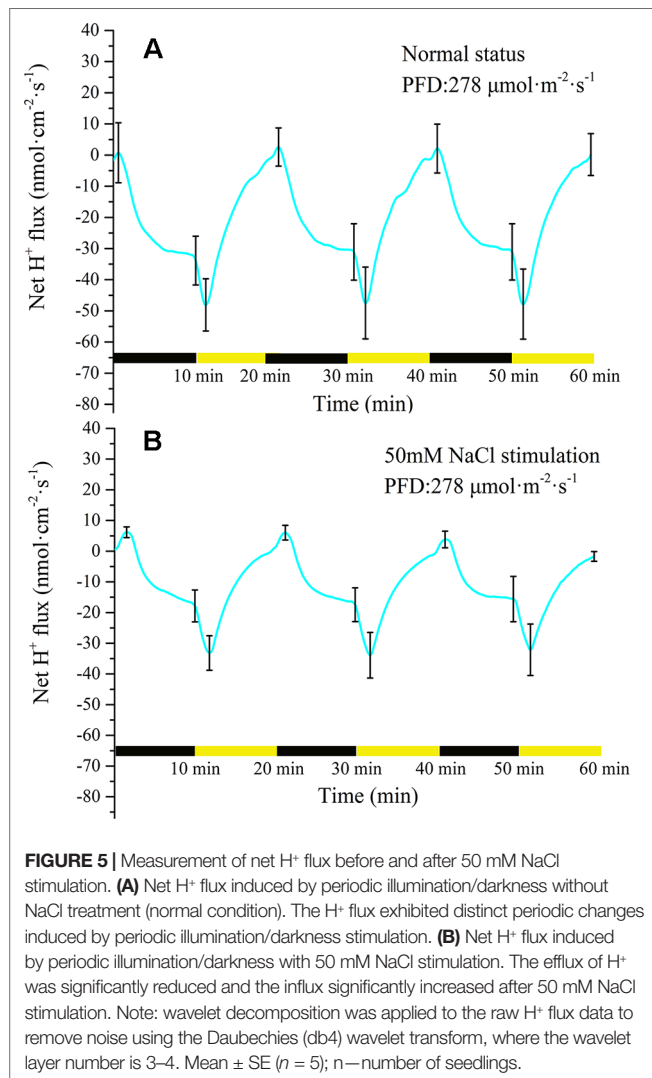 A
Normal status
PFD:278 μmol·m⁻²·s⁻¹
Net H⁺ flux (nmol·cm⁻²·s⁻¹)
40
30
20
10
0
-10
-20
-30
-40
-50
-60
-70
-80
10 min 20 min 30 min 40 min 50 min 60 min
Time (min)
B
50mM NaCl stimulation
PFD:278 μmol·m⁻²·s⁻¹
Net H⁺ flux (nmol·cm⁻²·s⁻¹)
40
30
20
10
0
-10
-20
-30
-40
-50
-60
-70
-80
10 min 20 min 30 min 40 min 50 min 60 min
Time (min)
FIGURE 5 | Measurement of net H⁺ flux before and after 50 mM NaCl
stimulation. (A) Net H⁺ flux induced by periodic illumination/darkness without
NaCl treatment (normal condition). The H⁺ flux exhibited distinct periodic changes
induced by periodic illumination/darkness stimulation. (B) Net H⁺ flux induced
by periodic illumination/darkness with 50 mM NaCl stimulation. The efflux of H⁺
was significantly reduced and the influx significantly increased after 50 mM NaCl
stimulation. Note: wavelet decomposition was applied to the raw H⁺ flux data to
remove noise using the Daubechies (db4) wavelet transform, where the wavelet
layer number is 3–4. Mean ± SE (n = 5); n—number of seedlings.